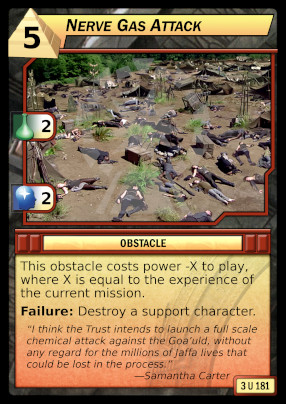 5
NERVE GAS ATTACK
2
2
OBSTACLE
This obstacle costs power -X to play,
where X is equal to the experience of
the current mission.
Failure: Destroy a support character.
"I think the Trust intends to launch a full scale
chemical attack against the Goa'uld, without
any regard for the millions of Jaffa lives that
could be lost in the process."
—Samantha Carter
3 U 181